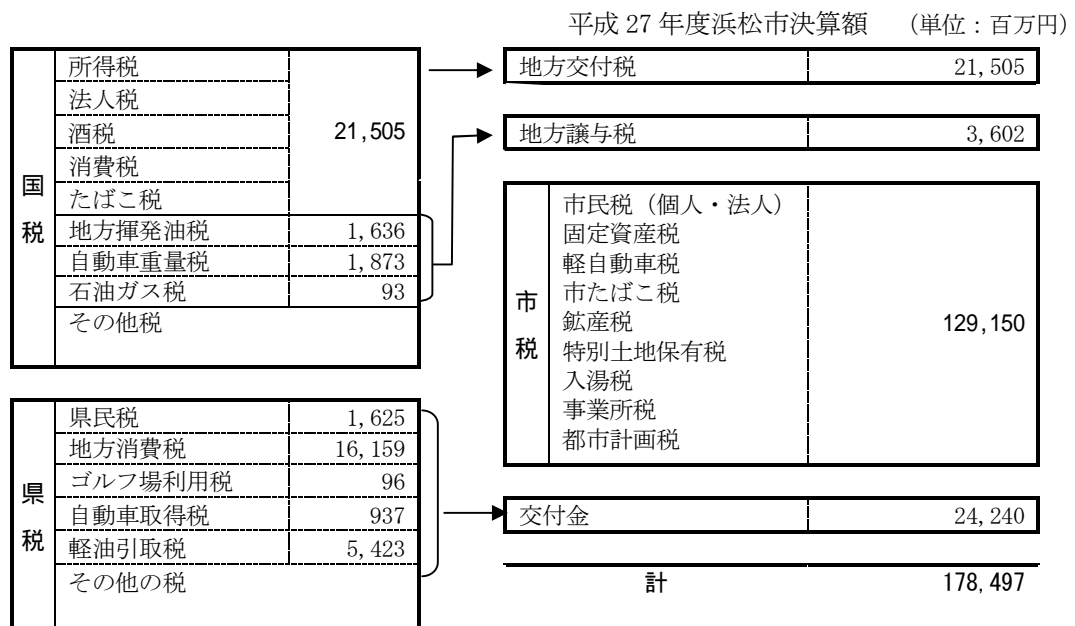 平成 27 年度浜松市決算額 （単位：百万円）
国税
所得税
法人税
酒税 21,505
消費税
たばこ税
地方揮発油税 1,636
自動車重量税 1,873
石油ガス税 93
その他税
県税
県民税 1,625
地方消費税 16,159
ゴルフ場利用税 96
自動車取得税 937
軽油引取税 5,423
その他の税
地方交付税 21,505
地方譲与税 3,602
市税
市民税（個人・法人）
固定資産税
軽自動車税
市たばこ税
鉱産税 129,150
特別土地保有税
入湯税
事業所税
都市計画税
交付金 24,240
計 178,497